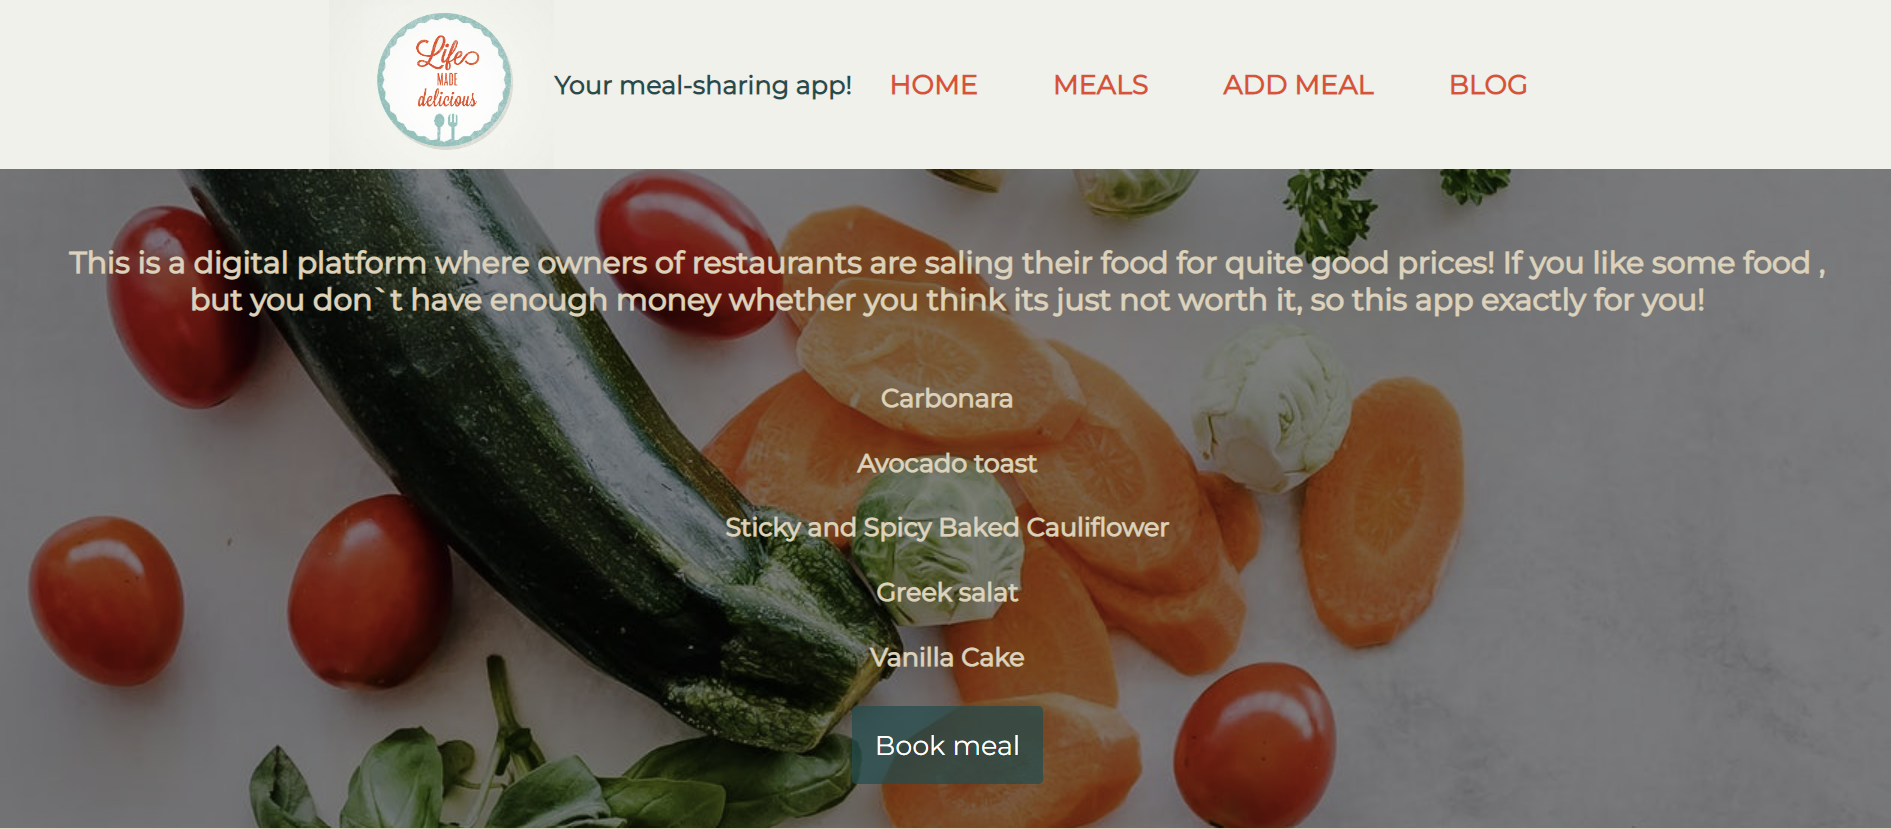 Life
MADE
delicious
Your meal-sharing app!
HOME
MEALS
ADD MEAL
BLOG
This is a digital platform where owners of restaurants are saling their food for quite good prices! If you like some food ,
but you don`t have enough money whether you think its just not worth it, so this app exactly for you!
Carbonara
Avocado toast
Sticky and Spicy Baked Cauliflower
Greek salat
Vanilla Cake
Book meal